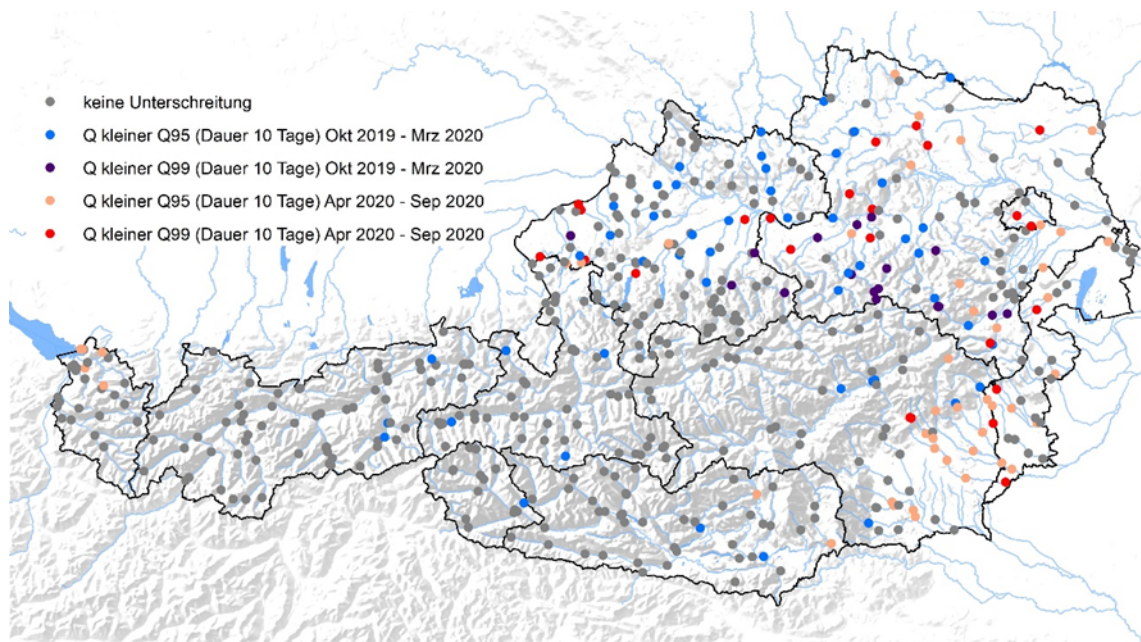 keine Unterschreitung
Q kleiner Q95 (Dauer 10 Tage) Okt 2019 - Mrz 2020
Q kleiner Q99 (Dauer 10 Tage) Okt 2019 - Mrz 2020
Q kleiner Q95 (Dauer 10 Tage) Apr 2020 - Sep 2020
Q kleiner Q99 (Dauer 10 Tage) Apr 2020 - Sep 2020